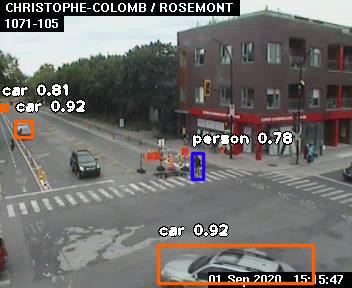 CHRISTOPHE-COLOMB / ROSEMONT
1071-105
car 0.81
car 0.92
person 0.78
car 0.92
01 Sep 2020 15:15:47